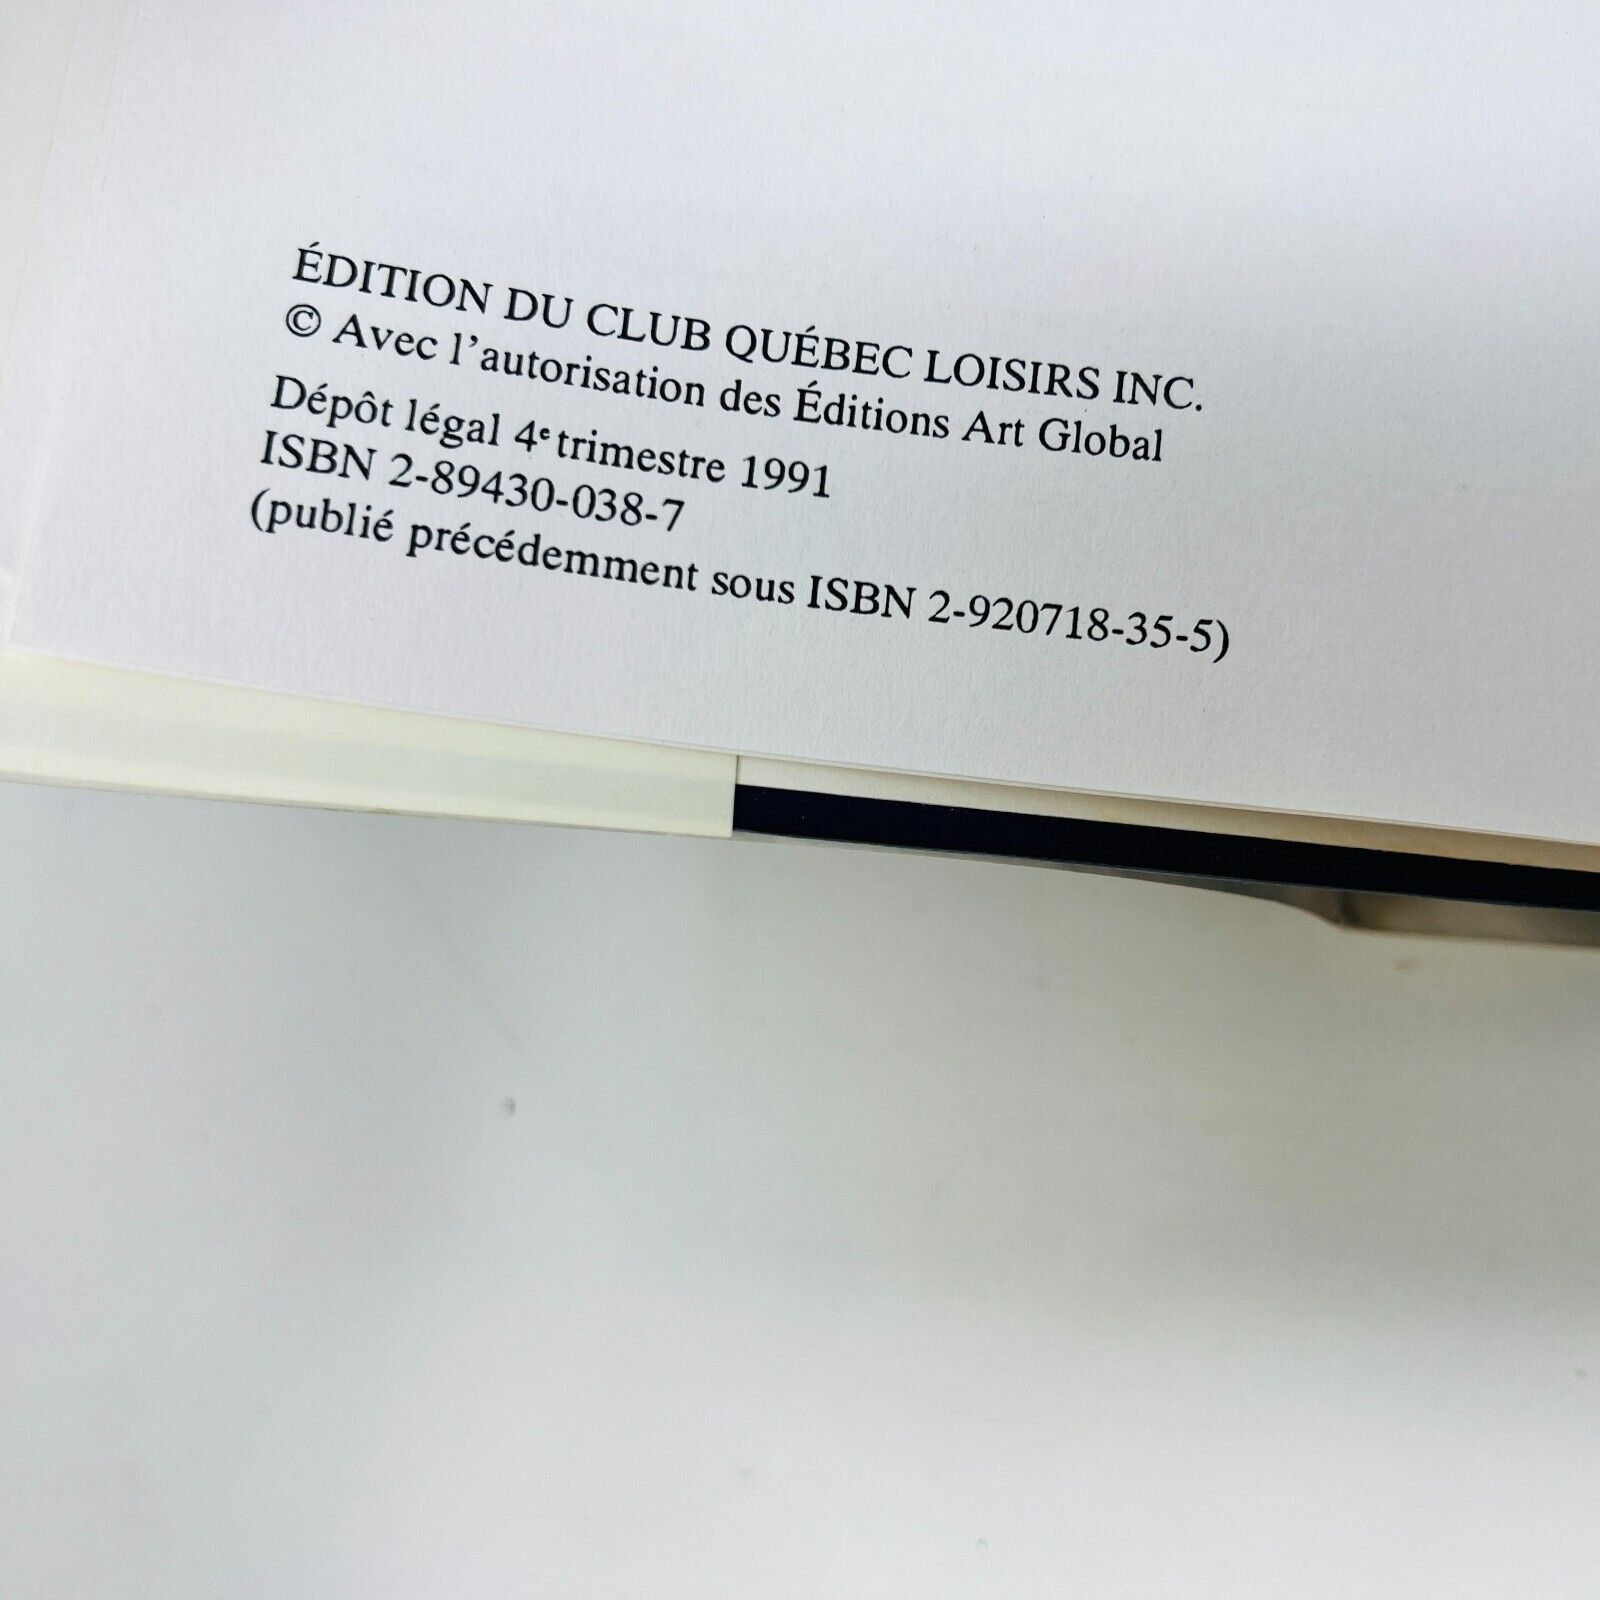 ÉDITION DU CLUB QUÉBEC LOISIRS INC.
© Avec l'autorisation des Éditions Art Global
Dépôt légal 4e trimestre 1991
ISBN 2-89430-038-7
(publié précédemment sous ISBN 2-920718-35-5)